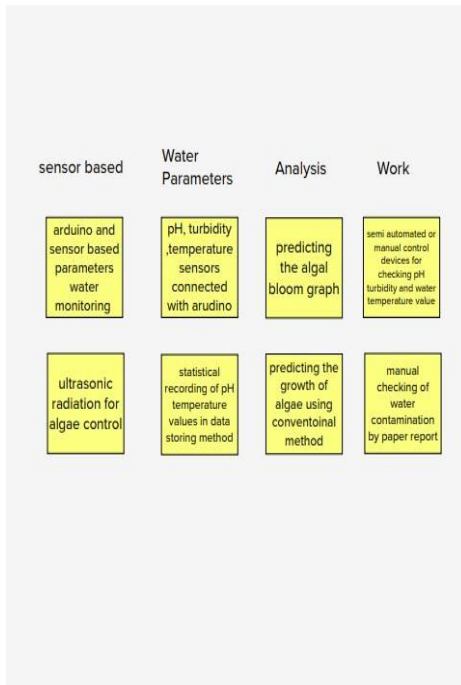 sensor based
Water
Parameters
Analysis
Work
arduino and
sensor based
parameters
water
monitoring
pH, turbidity
,temperature
sensors
connected
with arudino
predicting
the algal
bloom graph
semi automated or
manual control
devices for
checking pH
turbidity and water
temperature value
ultrasonic
radiation for
algae control
statistical
recording of pH
temperature
values in data
storing method
predicting the
growth of
algae using
conventoinal
method
manual
checking of
water
contamination
by paper report